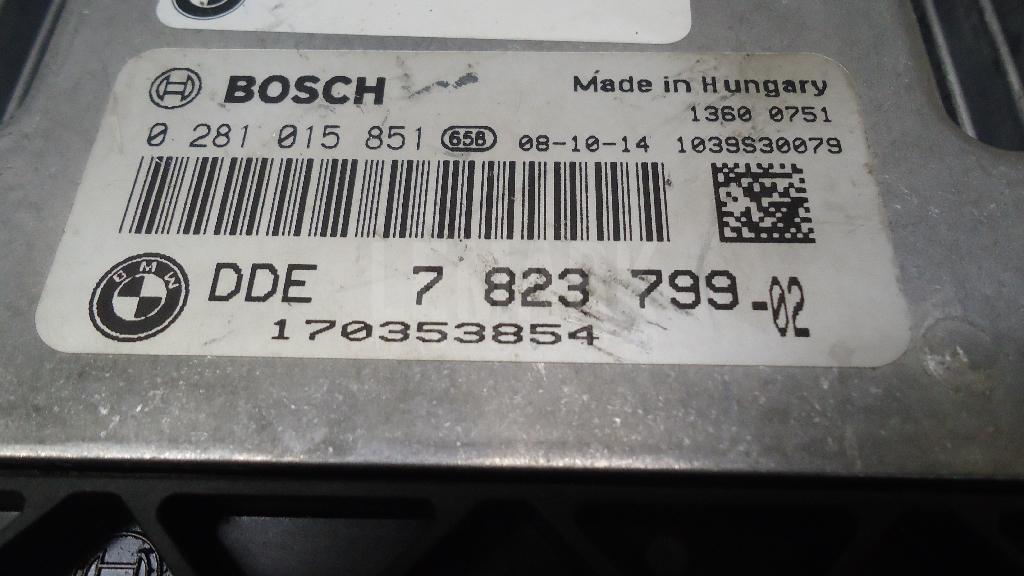 BOSCH
Made in Hungary
1360 0751
0 281 015 851 658 08-10-14 1039S30079
BMW
DDE 7 823 799-02
170353854